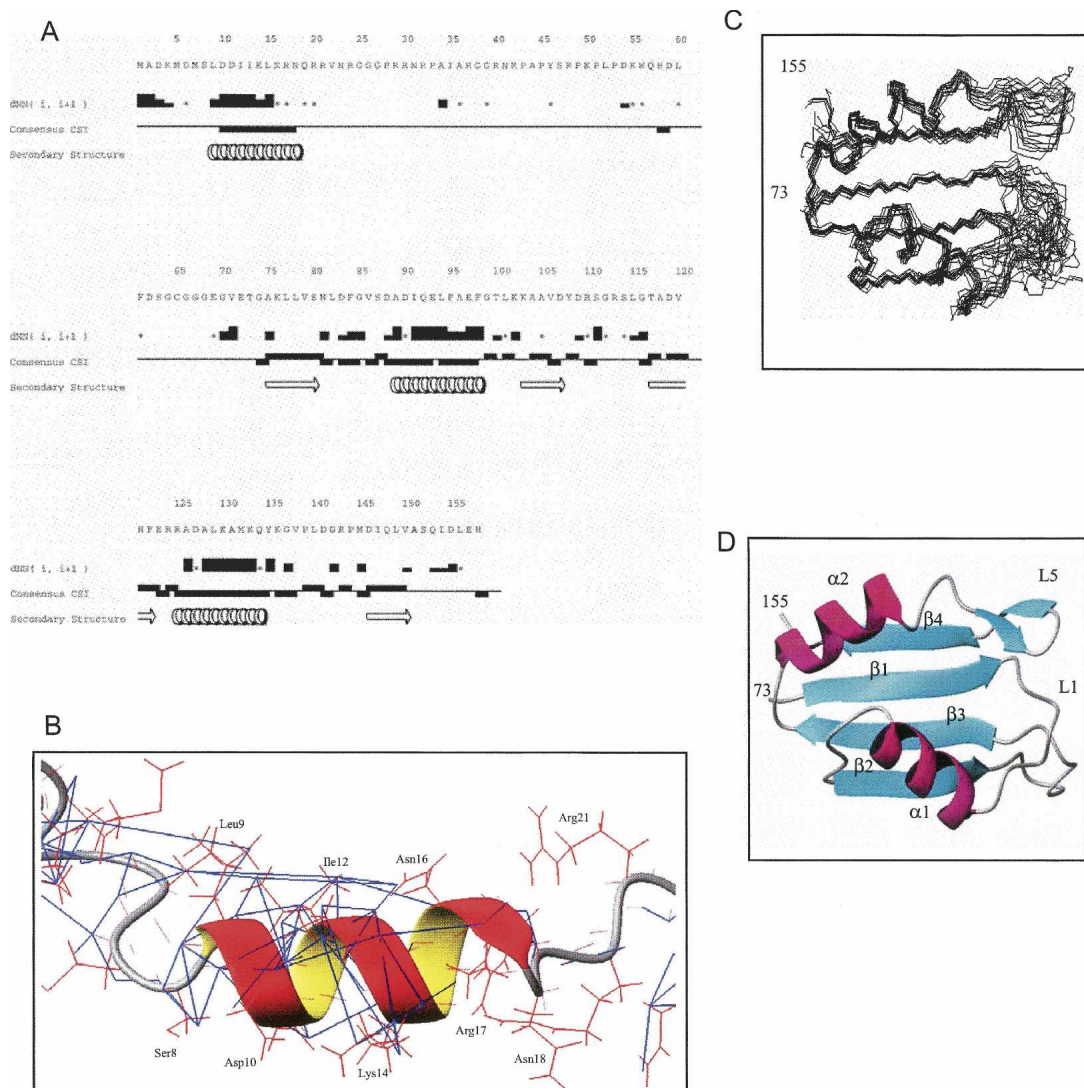 A
5 10 15 20 25 30 35 40 45 50 55 60
M A D K M D M S L D D I I K L N R N Q R R V N R G G G P R R N R P A I A R G G R N R P A P Y S R P K P L P D K W Q H D L
dNN( i, i+1 )
Consensus CSI
Secondary Structure
65 70 75 80 85 90 95 100 105 110 115 120
F D S G C G G G E G V E T G A K L L V S N L D F G V S D A D I Q E L F A E F G T L K K A A V D Y D R S G R S L G T A D V
dNN( i, i+1 )
Consensus CSI
Secondary Structure
125 130 135 140 145 150 155
H F E R R A D A L K A M K Q Y K G V P L D G R P M D I Q L V A S Q I D L E H
dNN( i, i+1 )
Consensus CSI
Secondary Structure
B
Leu9
Ile12
Asn16
Arg21
Ser8
Asp10
Lys14
Arg17
Asn18
C
155
73
D
α2
L5
155
β4
β1
73
L1
β3
β2
α1